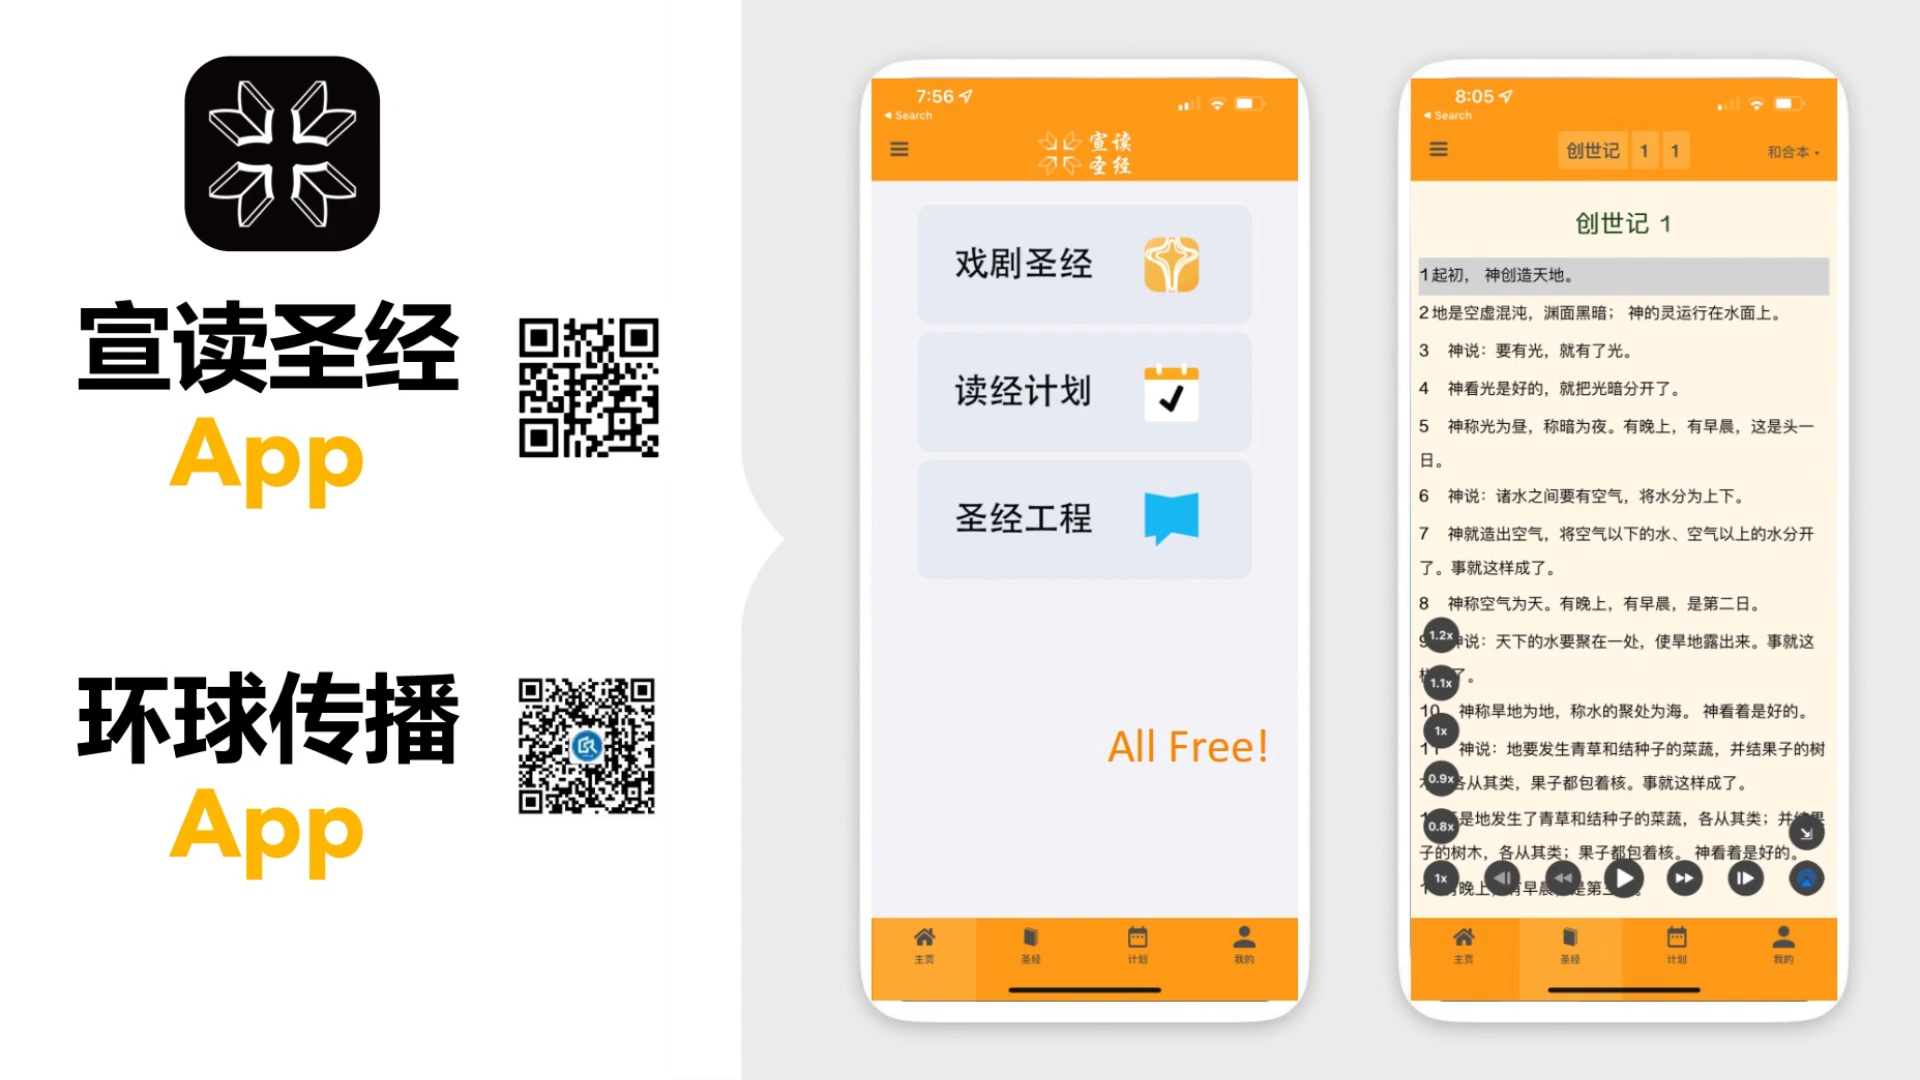 宣读圣经
App
环球传播
App
7:56
Search
宣读
圣经
戏剧圣经
读经计划
圣经工程
All Free!
主页
圣经
计划
我的
8:05
Search
创世记 1 1
和合本
创世记 1
1起初， 神创造天地。
2地是空虚混沌，渊面黑暗； 神的灵运行在水面上。
3 神说：要有光，就有了光。
4 神看光是好的，就把光暗分开了。
5 神称光为昼，称暗为夜。有晚上，有早晨，这是头一
日。
6 神说：诸水之间要有空气，将水分为上下。
7 神就造出空气，将空气以下的水、空气以上的水分开
了。事就这样成了。
8 神称空气为天。有晚上，有早晨，是第二日。
9 神说：天下的水要聚在一处，使旱地露出来。事就这
了。
10 神称旱地为地，称水的聚处为海。 神看着是好的。
11 神说：地要发生青草和结种子的菜蔬，并结果子的树
各从其类，果子都包着核。事就这样成了。
是地发生了青草和结种子的菜蔬，各从其类；并结果
子的树木，各从其类；果子都包着核。 神看着是好的。
晚上，有早晨，是第三
1.2x
1.1x
1x
0.9x
0.8x
1x
主页
圣经
计划
我的